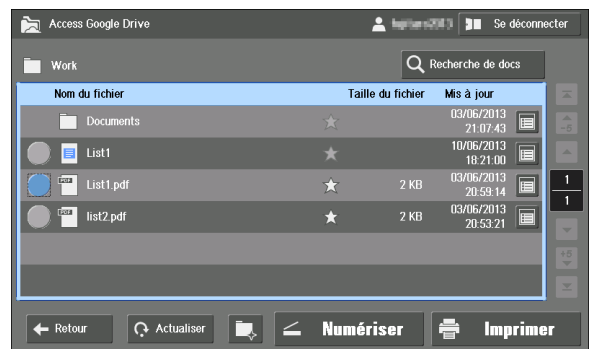 Access Google Drive
Se déconnecter
Work
Recherche de docs
Nom du fichier Taille du fichier Mis à jour
Documents 03/06/2013
21:07:43
List1 10/06/2013
18:21:00
List1.pdf 2 KB 03/06/2013
20:59:14
list2.pdf 2 KB 03/06/2013
20:53:21
-5
1
1
+5
Retour Actualiser Numériser Imprimer